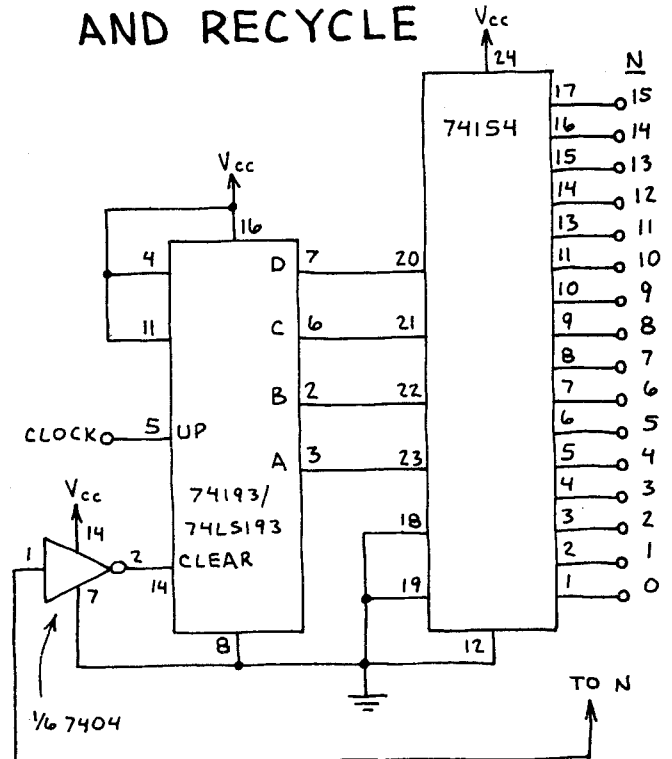 AND RECYCLE
Vcc
24
N
74154
17 15
16 14
15 13
14 12
13 11
11 10
10 9
9 8
8 7
7 6
6 5
5 4
4 3
3 2
2 1
1 0
Vcc
16
4
11
D 7 20
C 6 21
B 2 22
A 3 23
CLOCK 5 UP
74193/
74LS193
Vcc
14
1 2
14 CLEAR
7
18
19
8
12
1/6 7404
TO N